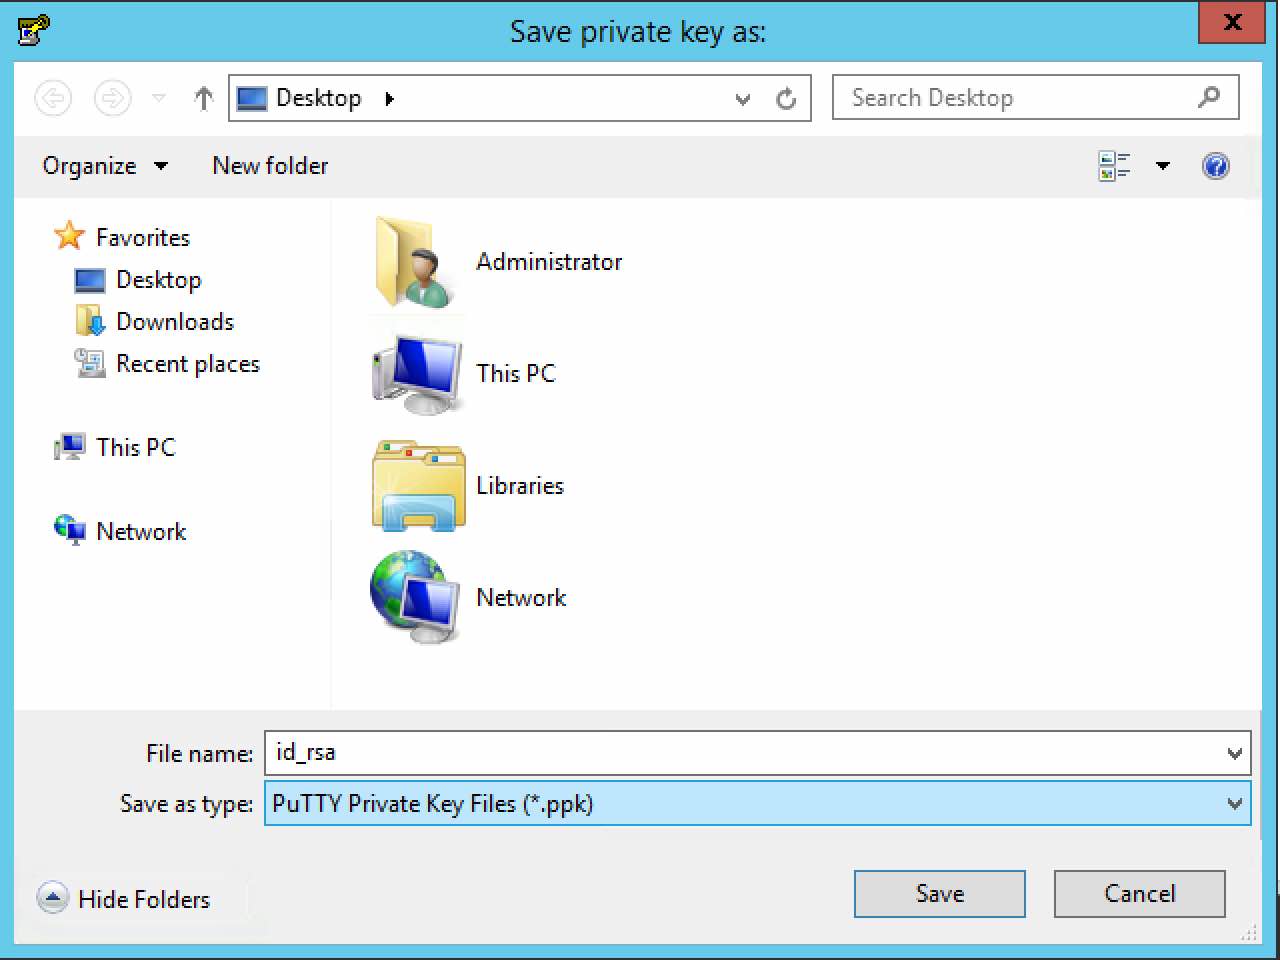 Save private key as:
X
Desktop
Search Desktop
Organize
New folder
Favorites
Desktop
Downloads
Recent places
This PC
Network
Administrator
This PC
Libraries
Network
File name: id_rsa
Save as type: PuTTY Private Key Files (*.ppk)
Hide Folders
Save
Cancel